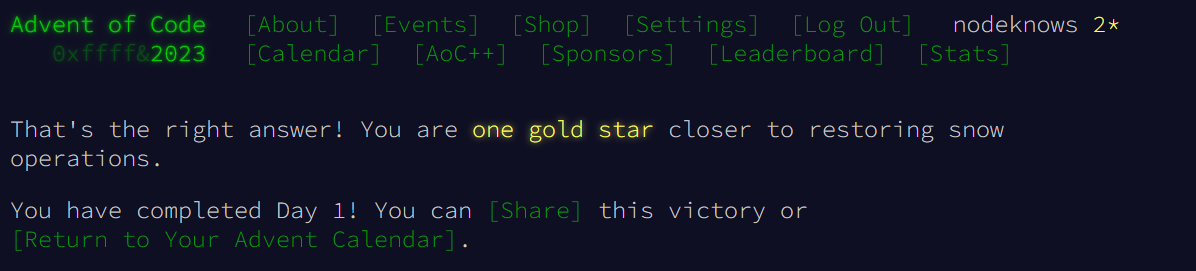 Advent of Code [About] [Events] [Shop] [Settings] [Log Out] nodeknows 2*
0xffff&2023 [Calendar] [AoC++] [Sponsors] [Leaderboard] [Stats]
That's the right answer! You are one gold star closer to restoring snow
operations.
You have completed Day 1! You can [Share] this victory or
[Return to Your Advent Calendar].